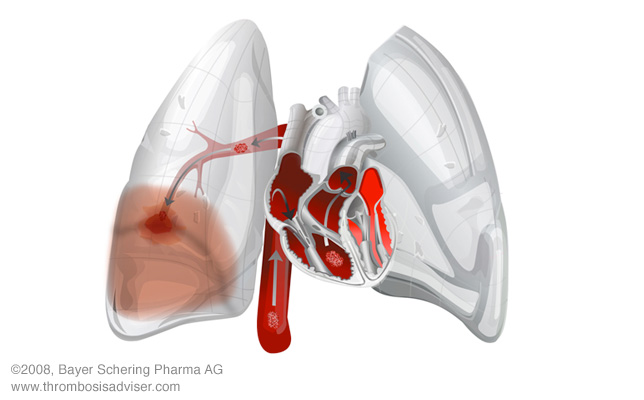 ©2008, Bayer Schering Pharma AG
www.thrombosisadviser.com